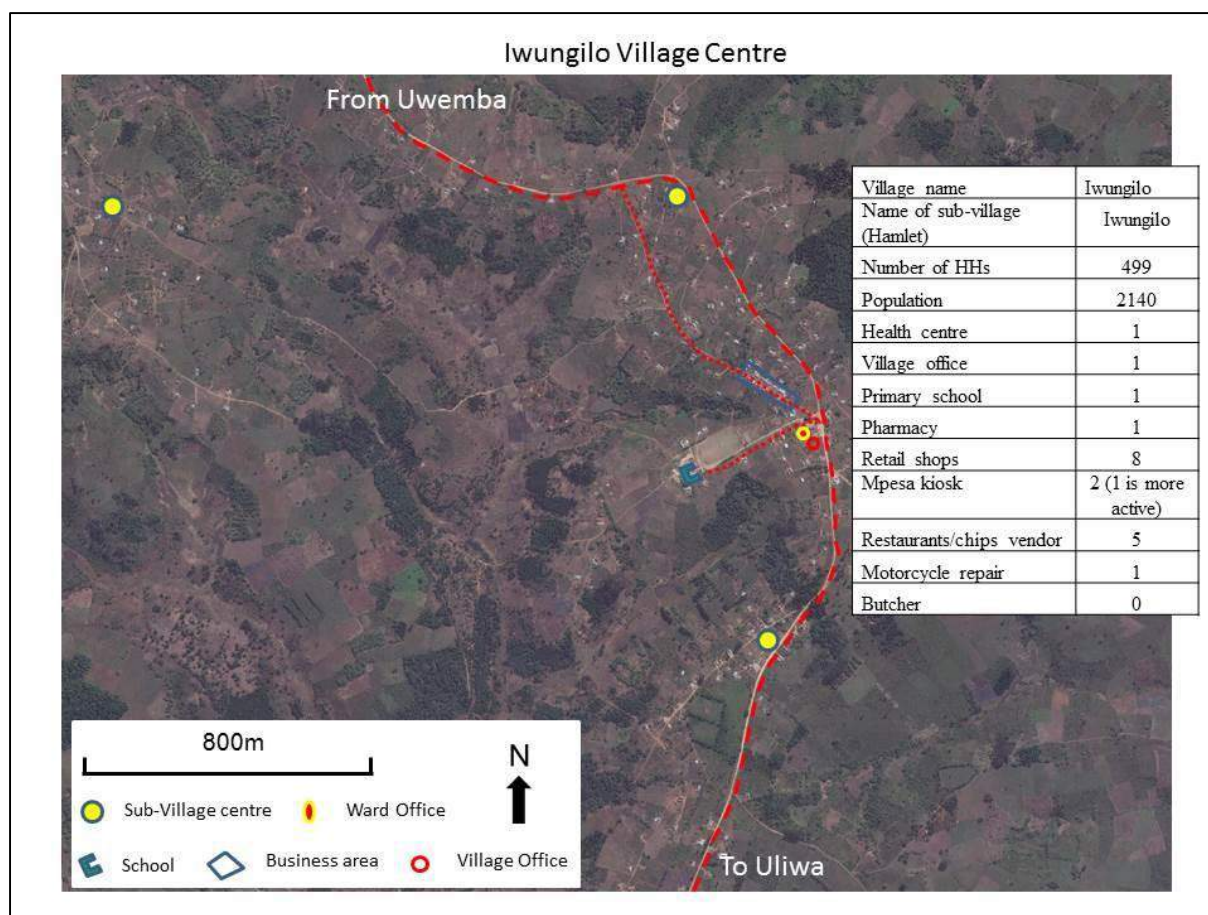 Iwungilo Village Centre
From Uwemba
Village name Iwungilo
Name of sub-village
(Hamlet) Iwungilo
Number of HHs 499
Population 2140
Health centre 1
Village office 1
Primary school 1
Pharmacy 1
Retail shops 8
Mpesa kiosk 2 (1 is more
active)
Restaurants/chips vendor 5
Motorcycle repair 1
Butcher 0
800m
N
Sub-Village centre Ward Office
School Business area Village Office
To Uliwa